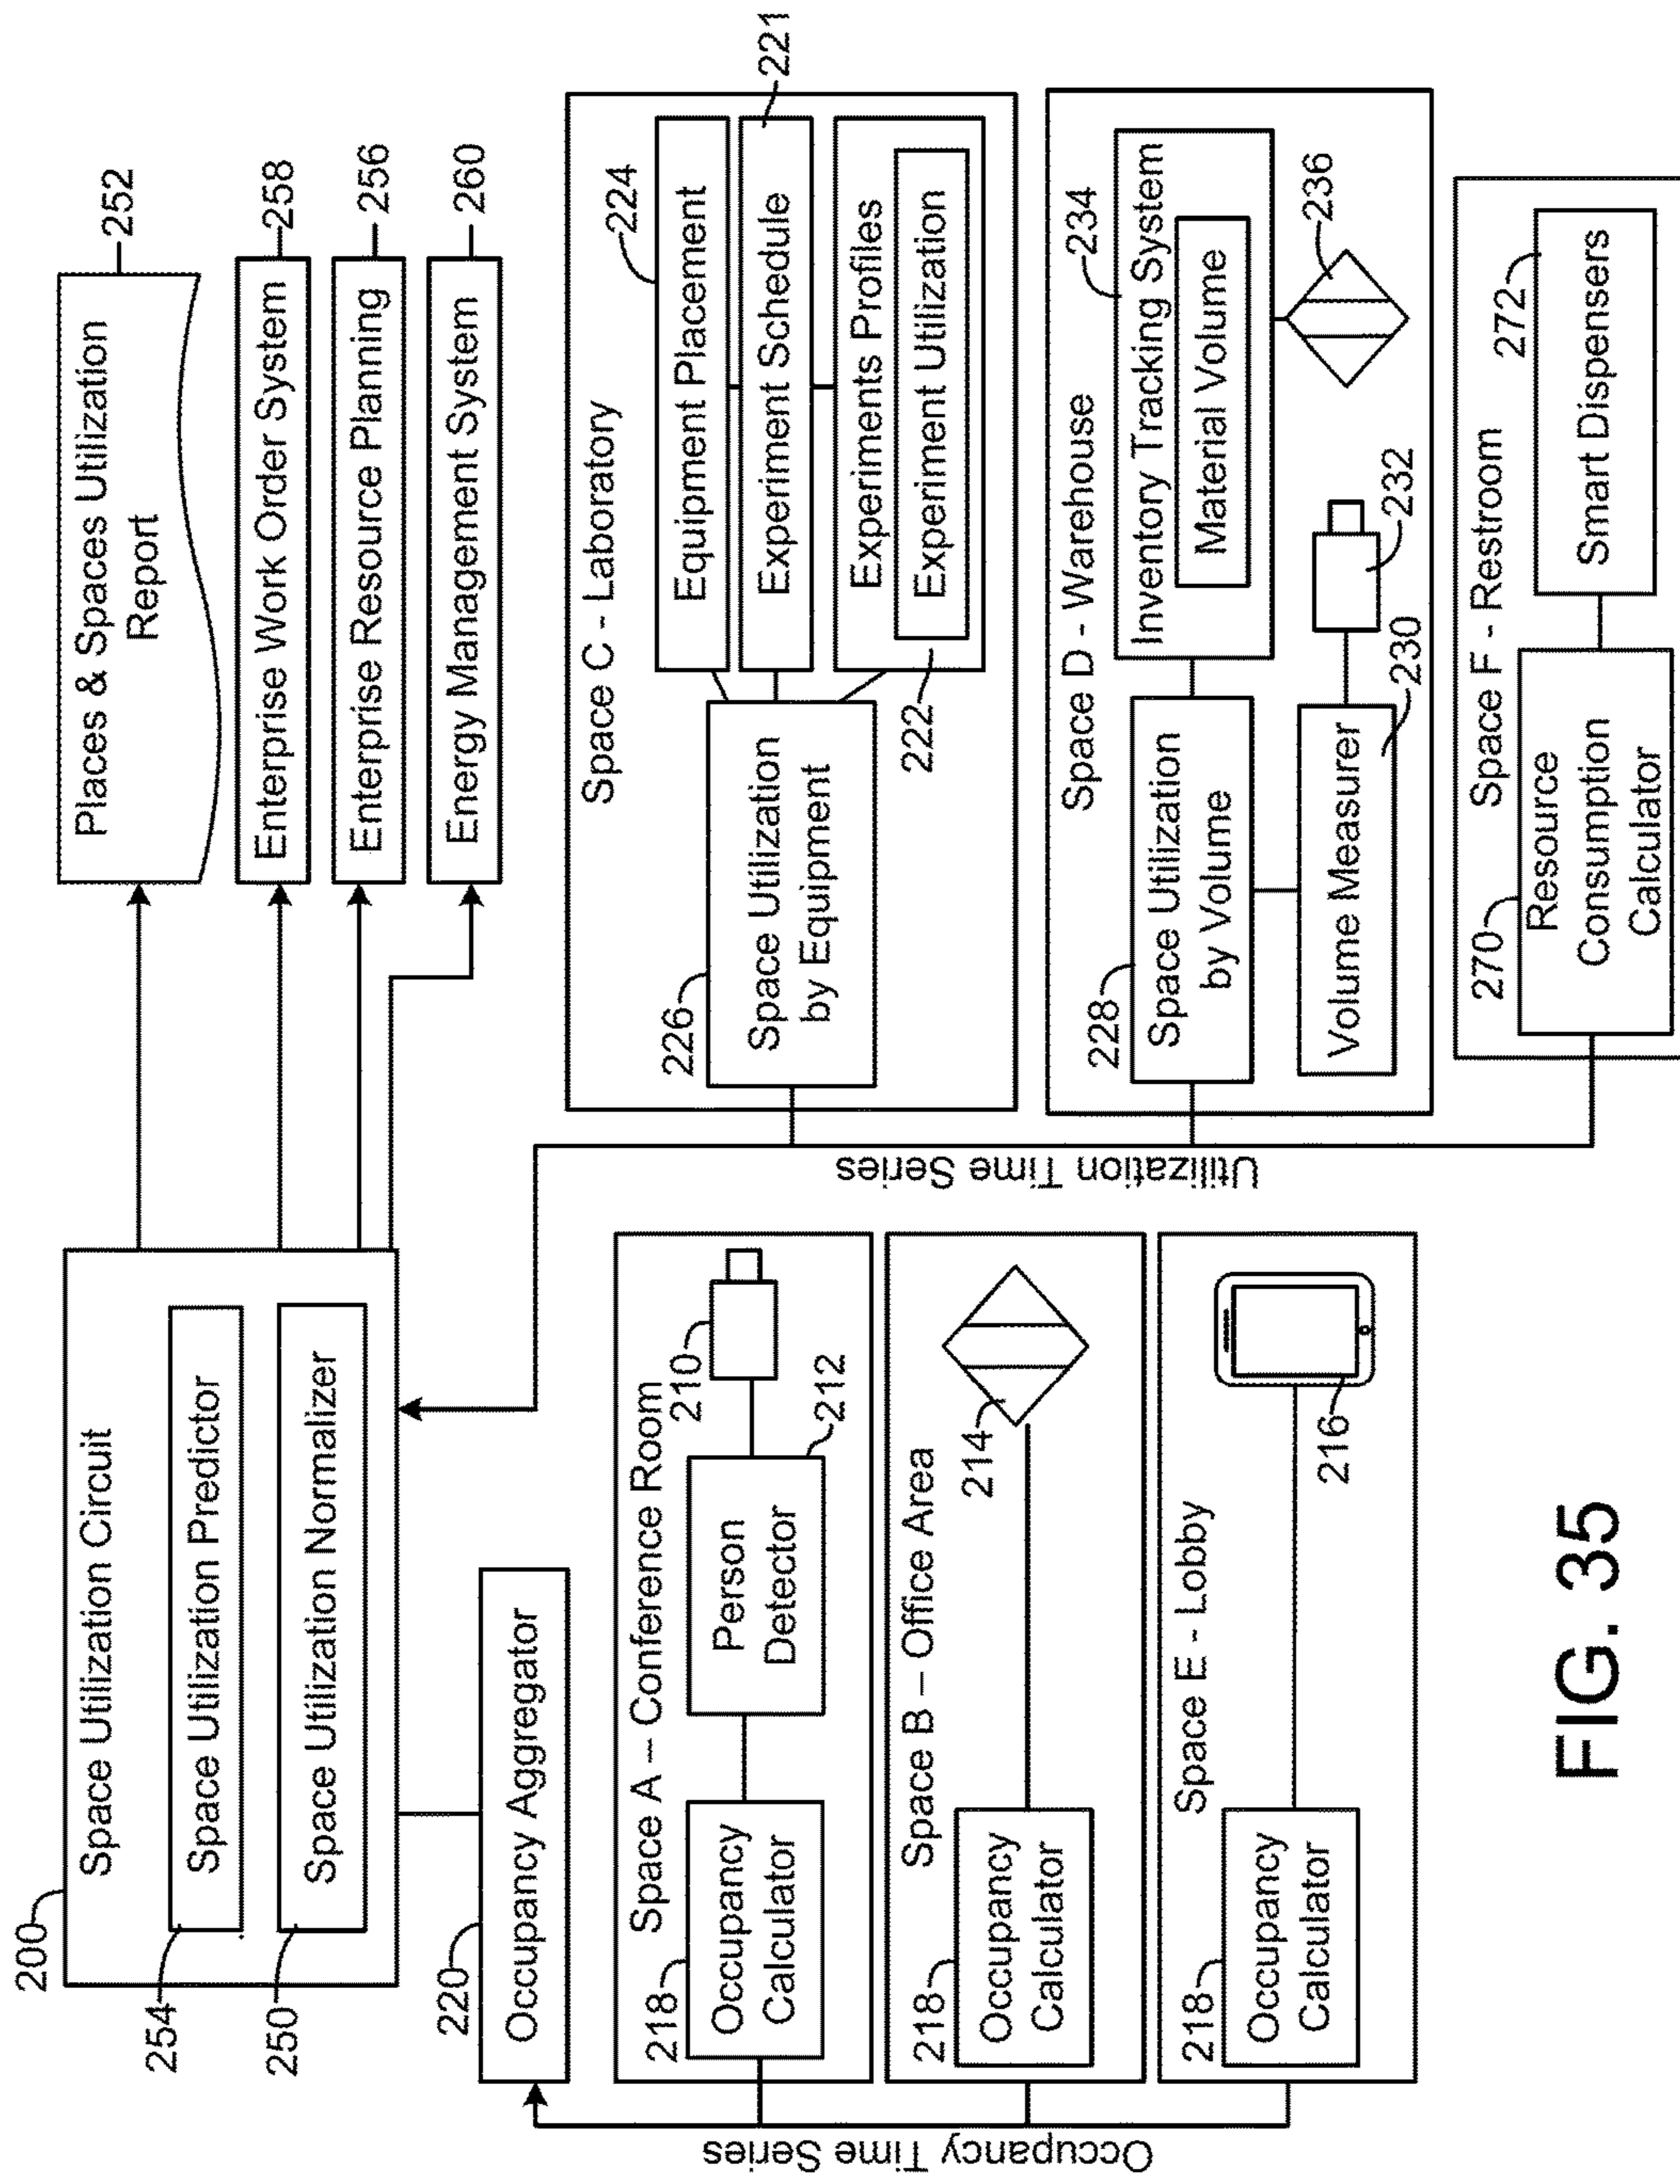 200
Space Utilization Circuit
254
Space Utilization Predictor
250
Space Utilization Normalizer
Places & Spaces Utilization
Report
252
Enterprise Work Order System
258
Enterprise Resource Planning
256
Energy Management System
260
220
Occupancy Aggregator
Occupancy Time Series
Space A – Conference Room
218
Occupancy
Calculator
Person
Detector
210
212
Space B – Office Area
218
Occupancy
Calculator
214
Space E - Lobby
218
Occupancy
Calculator
216
Utilization Time Series
Space C - Laboratory
226
Space Utilization
by Equipment
224
Equipment Placement
Experiment Schedule
221
Experiments Profiles
Experiment Utilization
222
Space D - Warehouse
228
Space Utilization
by Volume
234
Inventory Tracking System
Material Volume
236
Volume Measurer
230
232
Space F - Restroom
270
Resource
Consumption
Calculator
272
Smart Dispensers
FIG. 35